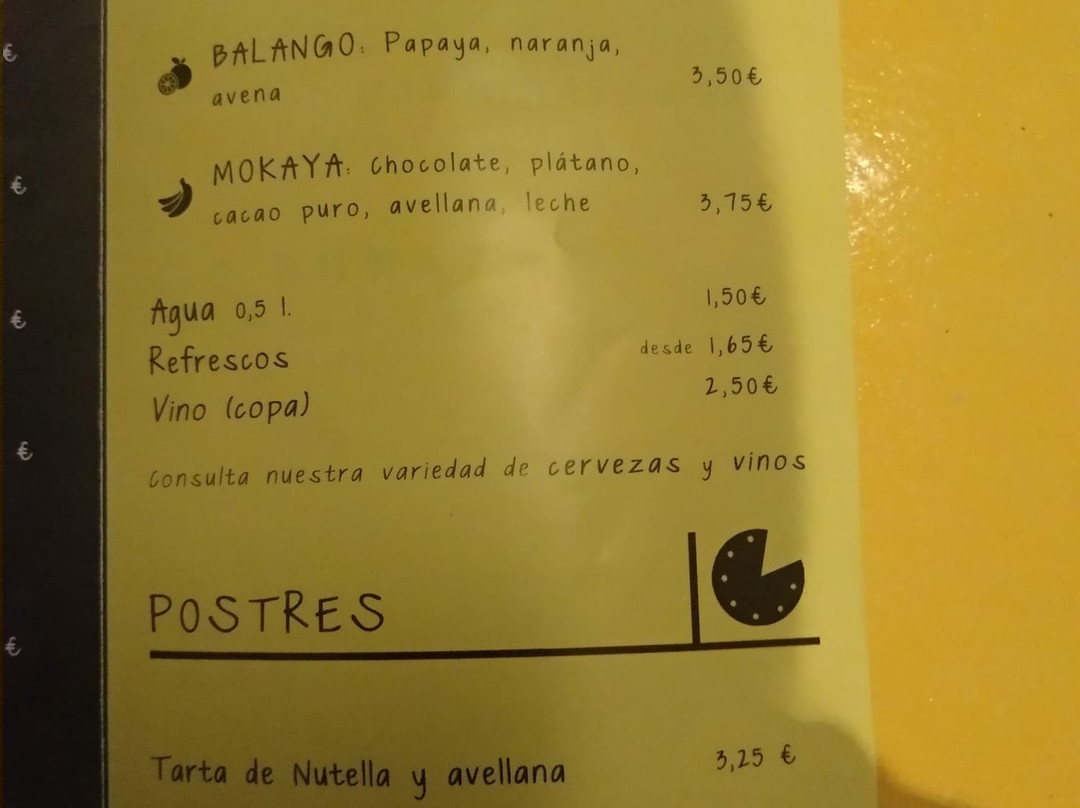 BALANGO: Papaya, naranja,
avena 3,50€
MOKAYA: Chocolate, plátano,
cacao puro, avellana, leche 3,75€
Agua 0,5 l. 1,50€
Refrescos desde 1,65€
Vino (copa) 2,50€
Consulta nuestra variedad de cervezas y vinos
POSTRES
Tarta de Nutella y avellana 3,25 €
€
€
€
€
€